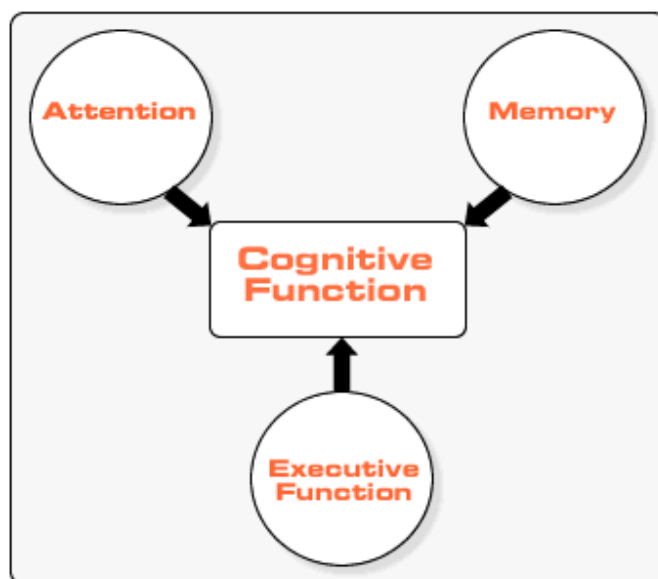 Attention
Memory
Cognitive
Function
Executive
Function